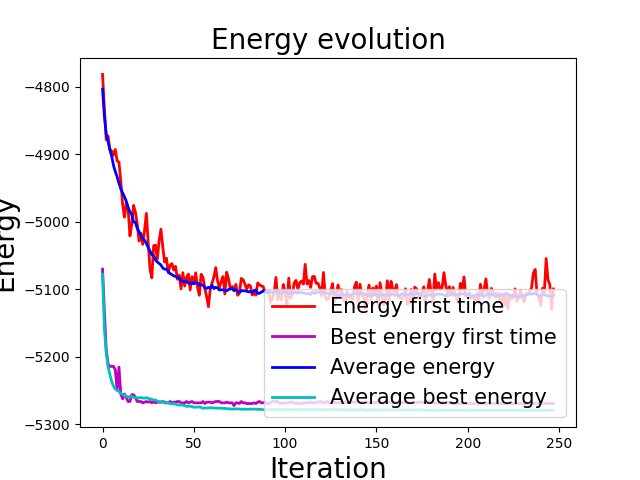 Energy evolution
Energy
−4800
−4900
−5000
−5100
−5200
−5300
0
50
100
150
200
250
Iteration
Energy first time
Best energy first time
Average energy
Average best energy